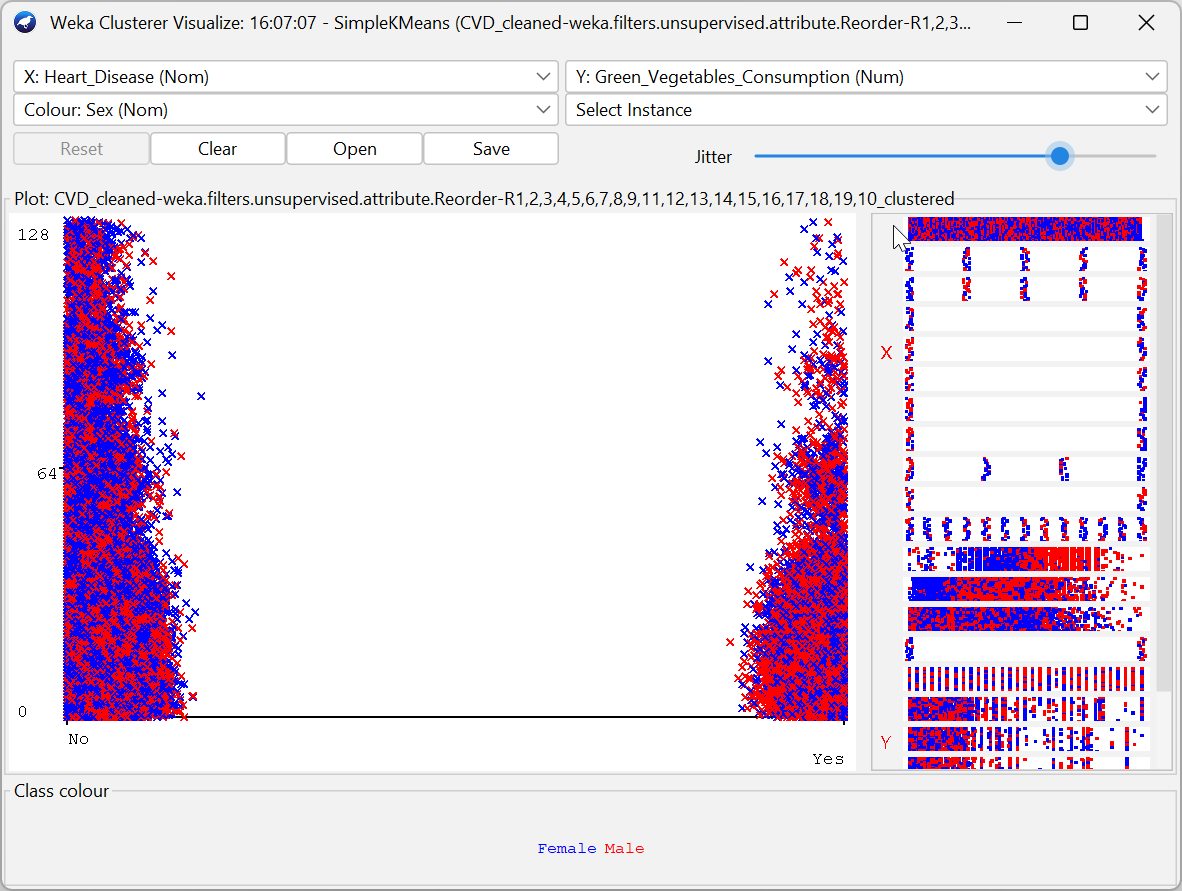 Weka Clusterer Visualize: 16:07:07 - SimpleKMeans (CVD_cleaned-weka.filters.unsupervised.attribute.Reorder-R1,2,3...
X: Heart_Disease (Nom)
Y: Green_Vegetables_Consumption (Num)
Colour: Sex (Nom)
Select Instance
Reset
Clear
Open
Save
Jitter
Plot: CVD_cleaned-weka.filters.unsupervised.attribute.Reorder-R1,2,3,4,5,6,7,8,9,11,12,13,14,15,16,17,18,19,10_clustered
128
64
0
No
Yes
X
Y
Class colour
Female Male